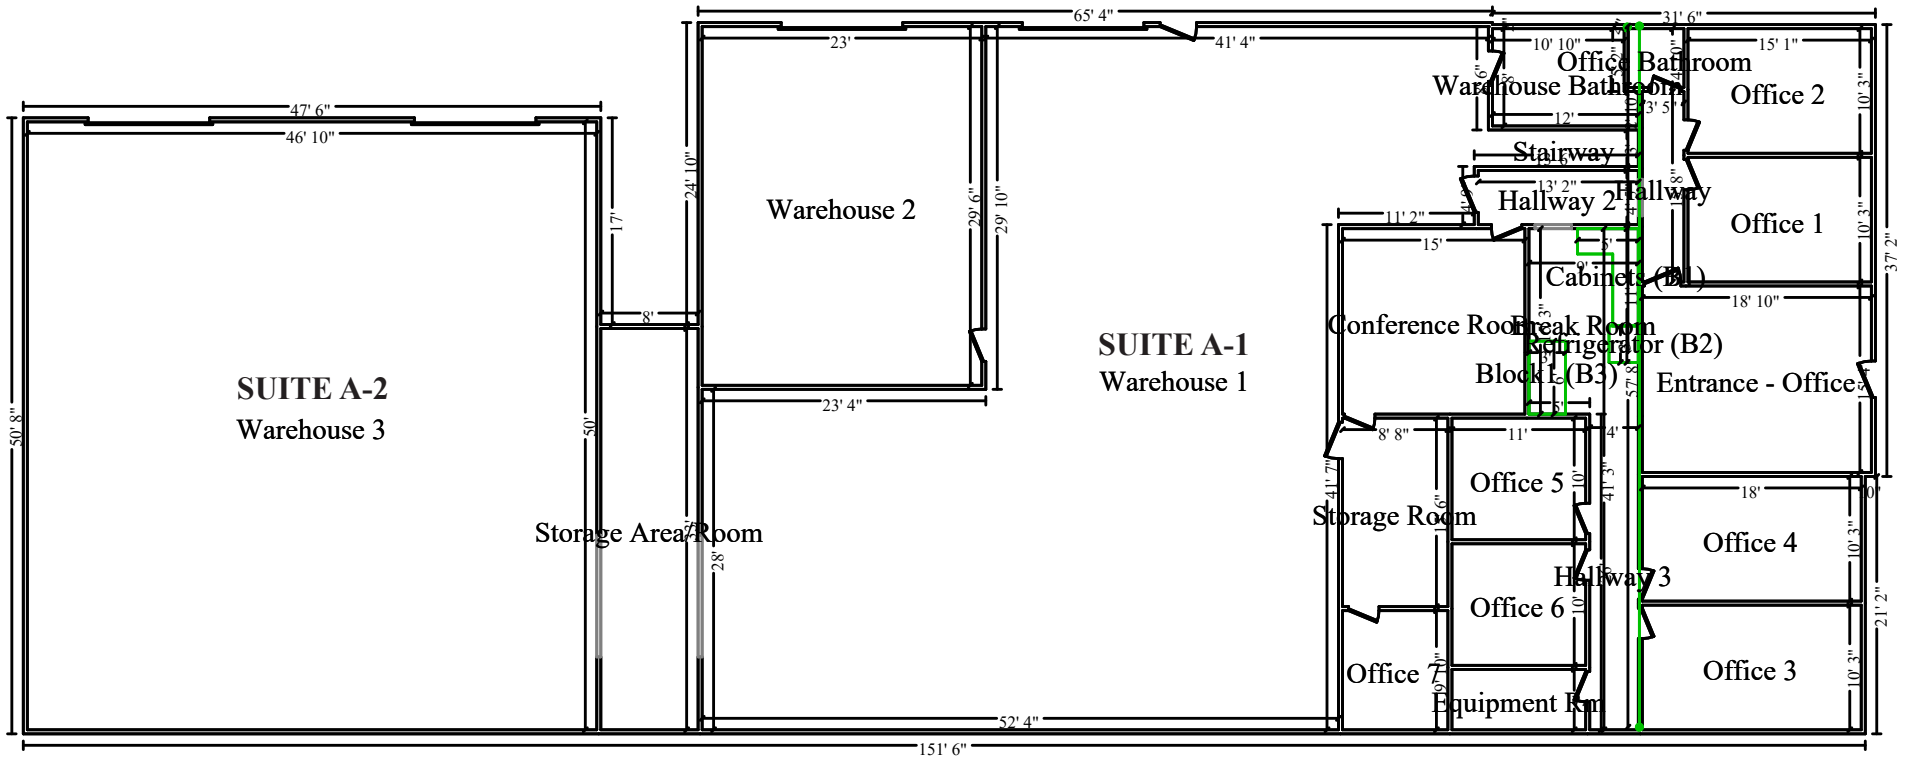 65' 4"
31' 6"
23'
41' 4"
10' 10"
15' 1"
Office Bathroom
Warehouse Bathroom
Office 2
10' 3"
47' 6"
46' 10"
3' 5"
12'
Stairway
13' 6"
13' 2"
Hallway
Hallway 2
24' 10"
Warehouse 2
29' 6"
29' 10"
17'
11' 2"
15'
5'
9'
Office 1
10' 3"
37' 2"
Cabinets (B1)
18' 10"
8'
Conference Room
Break Room
Refrigerator (B2)
SUITE A-1
Warehouse 1
Block1 (B3)
Entrance - Office
57' 8"
SUITE A-2
Warehouse 3
50' 8"
50'
23' 4"
5'
8' 8"
11'
4'
Office 5
10'
41' 7"
41' 3"
18'
Storage Room
Storage Area/Room
28'
Office 4
10' 3"
Hallway 3
Office 6
10'
21' 2"
Office 7
Equipment Rm
Office 3
10' 3"
52' 4"
151' 6"